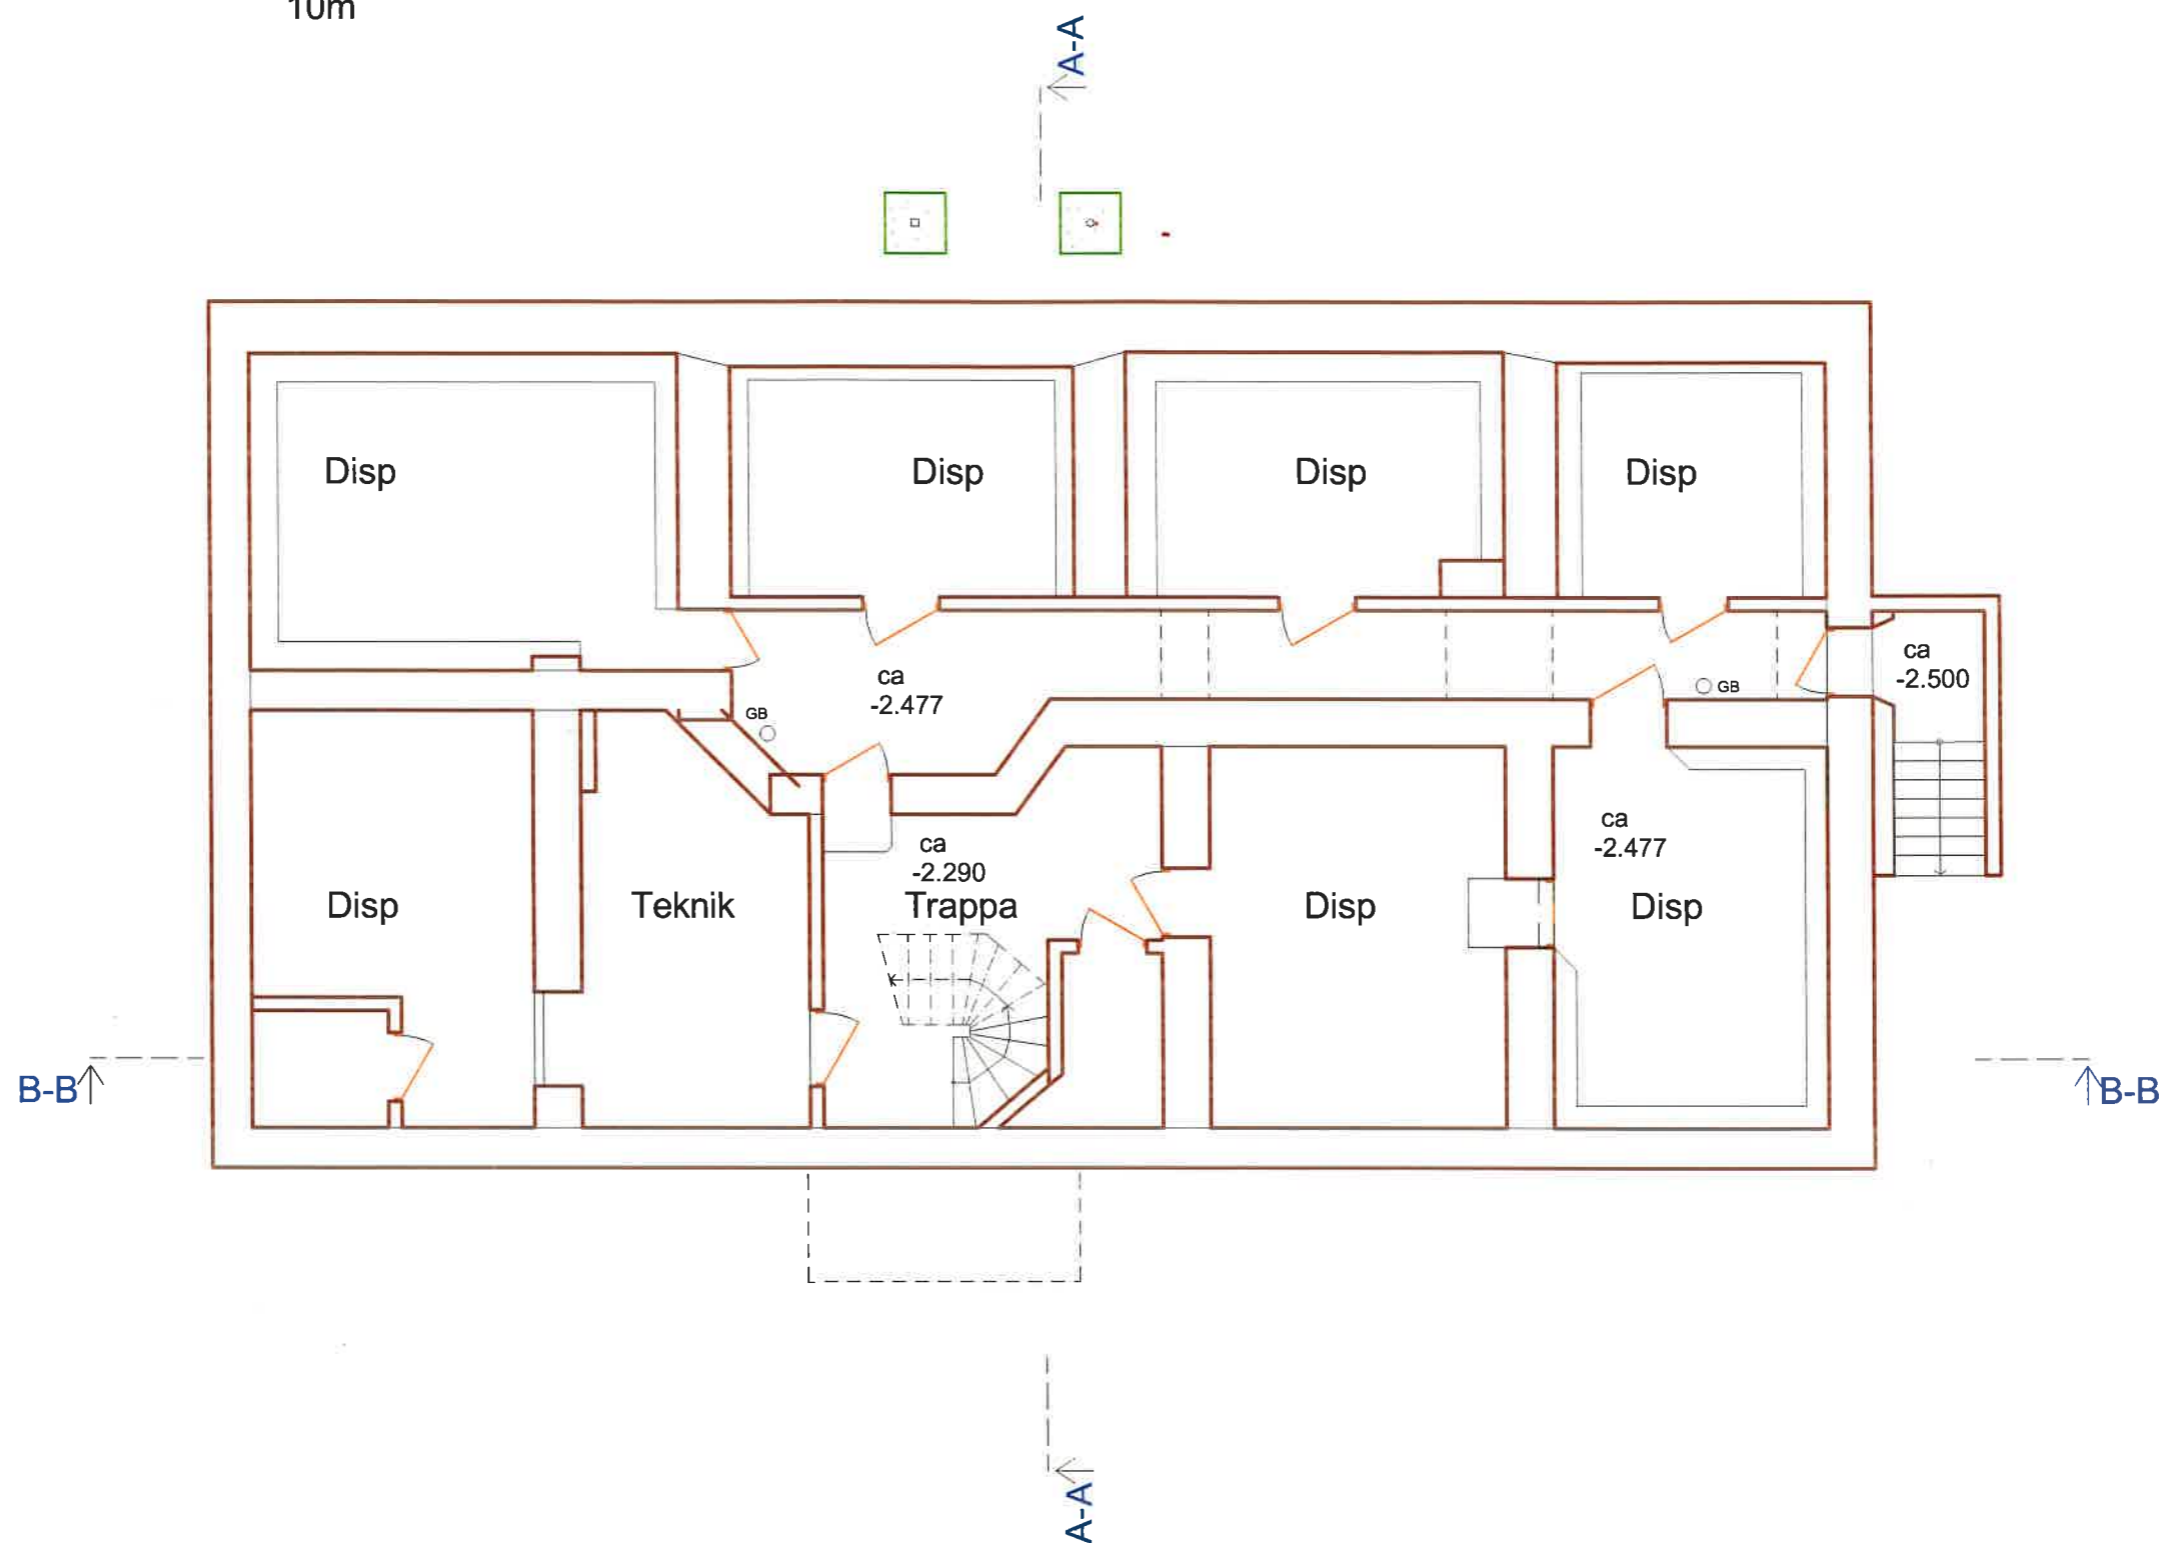 10m
A-A
Disp
Disp
Disp
Disp
ca
-2.477
GB
GB
ca
-2.500
ca
-2.290
Trappa
ca
-2.477
Disp
Teknik
Disp
Disp
B-B
B-B
A-A